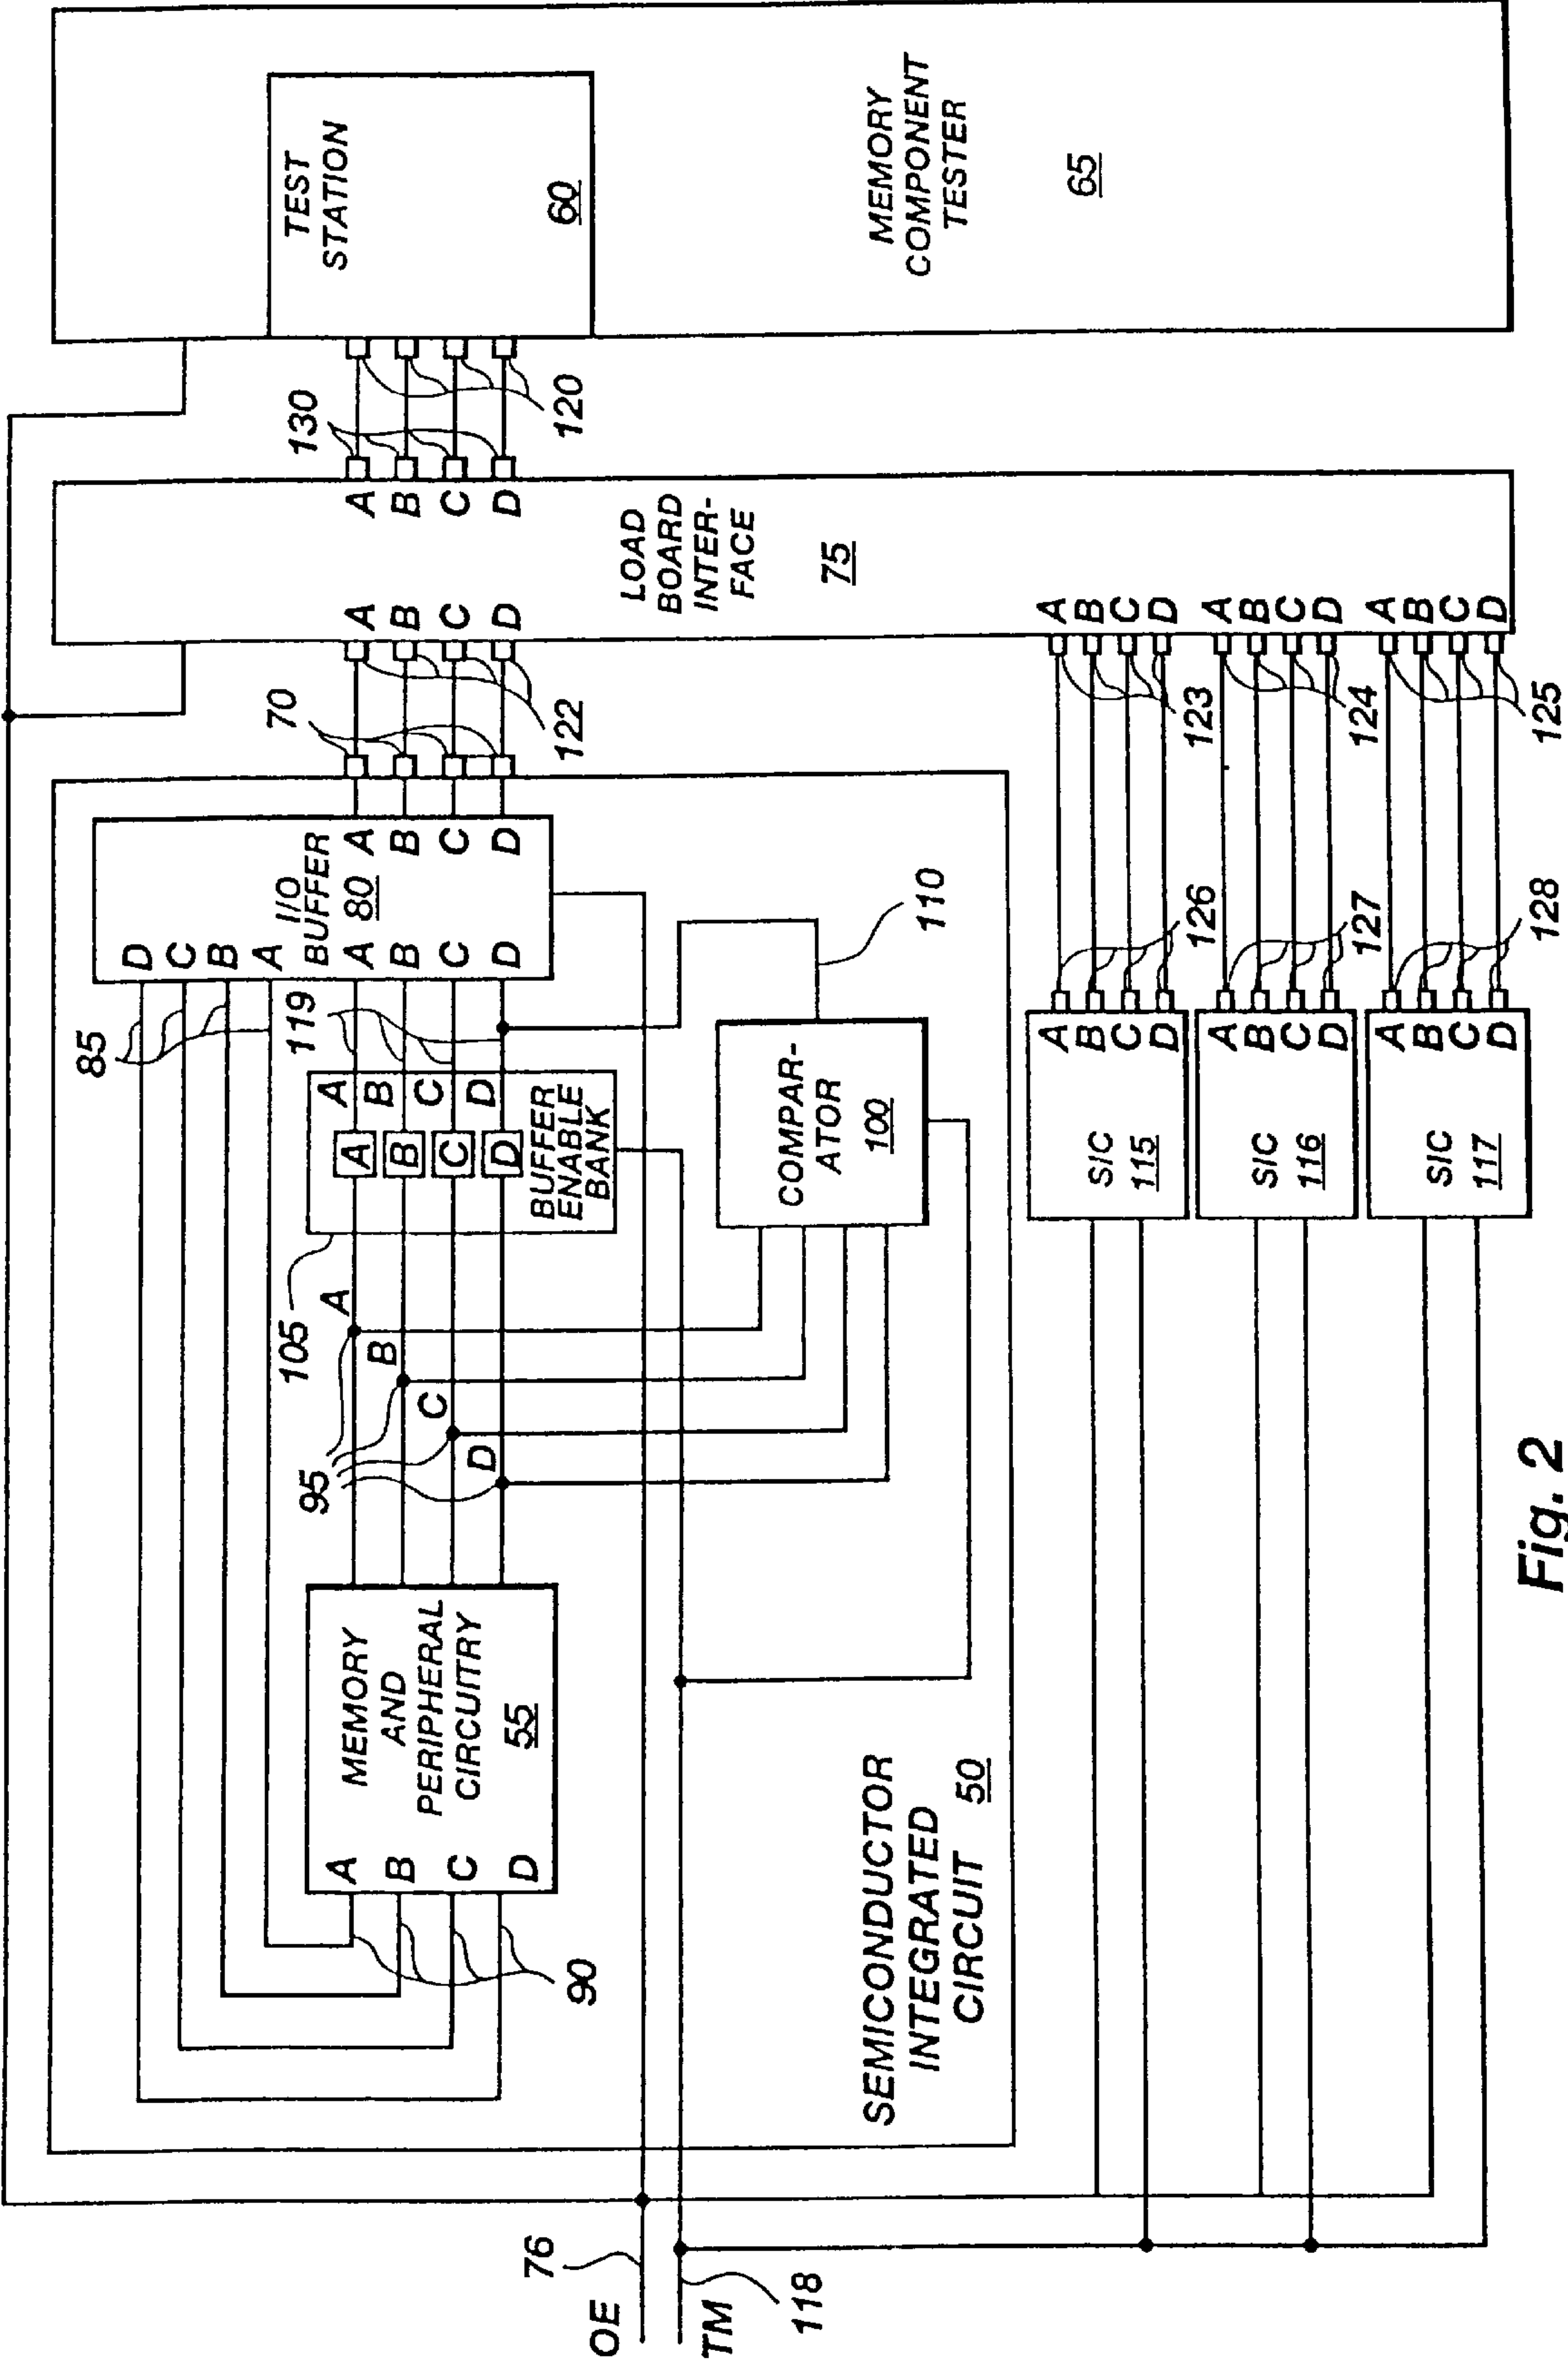 TEST
STATION
60
MEMORY
COMPONENT
TESTER
65
130
120
A
B
C
D
LOAD
BOARD
INTER-
FACE
75
A
B
C
D
A
B
C
D
A
B
C
D
A
B
C
D
70
122
123
124
125
I/O
BUFFER
80
A
B
C
D
D
C
B
A
A
B
C
D
85
119
110
126
127
128
A
B
C
D
A
B
C
D
BUFFER
ENABLE
BANK
105
COMPAR-
ATOR
100
A
B
C
D
SIC
115
A
B
C
D
SIC
116
A
B
C
D
SIC
117
A
B
C
D
95
MEMORY
AND
PERIPHERAL
CIRCUITRY
55
A
B
C
D
90
SEMICONDUCTOR
INTEGRATED
CIRCUIT
50
76
OE
TM
118
Fig. 2